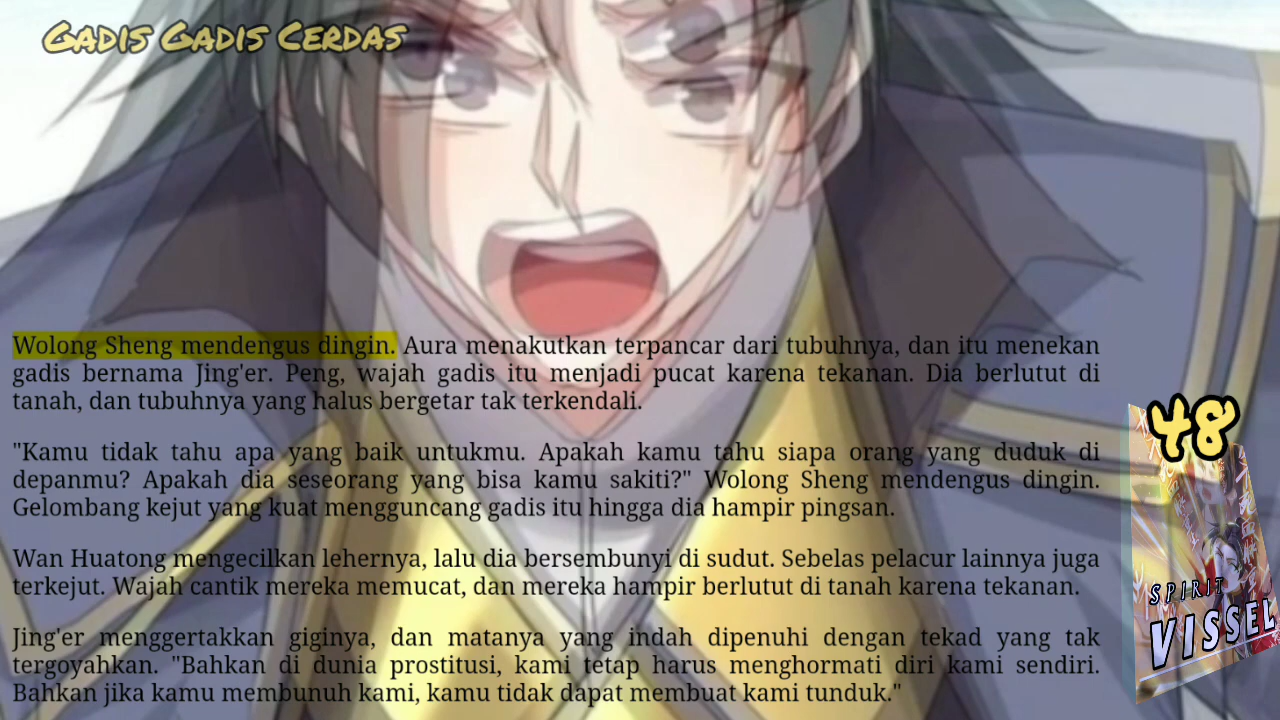 Gadis Gadis Cerdas
Wolong Sheng mendengus dingin. Aura menakutkan terpancar dari tubuhnya, dan itu menekan
gadis bernama Jing'er. Peng, wajah gadis itu menjadi pucat karena tekanan. Dia berlutut di
tanah, dan tubuhnya yang halus bergetar tak terkendali.
"Kamu tidak tahu apa yang baik untukmu. Apakah kamu tahu siapa orang yang duduk di
depanmu? Apakah dia seseorang yang bisa kamu sakiti?" Wolong Sheng mendengus dingin.
Gelombang kejut yang kuat mengguncang gadis itu hingga dia hampir pingsan.
Wan Huatong mengecilkan lehernya, lalu dia bersembunyi di sudut. Sebelas pelacur lainnya juga
terkejut. Wajah cantik mereka memucat, dan mereka hampir berlutut di tanah karena tekanan.
Jing'er menggertakkan giginya, dan matanya yang indah dipenuhi dengan tekad yang tak
tergoyahkan. "Bahkan di dunia prostitusi, kami tetap harus menghormati diri kami sendiri.
Bahkan jika kamu membunuh kami, kamu tidak dapat membuat kami tunduk."
48
SPIRIT
VISSEL